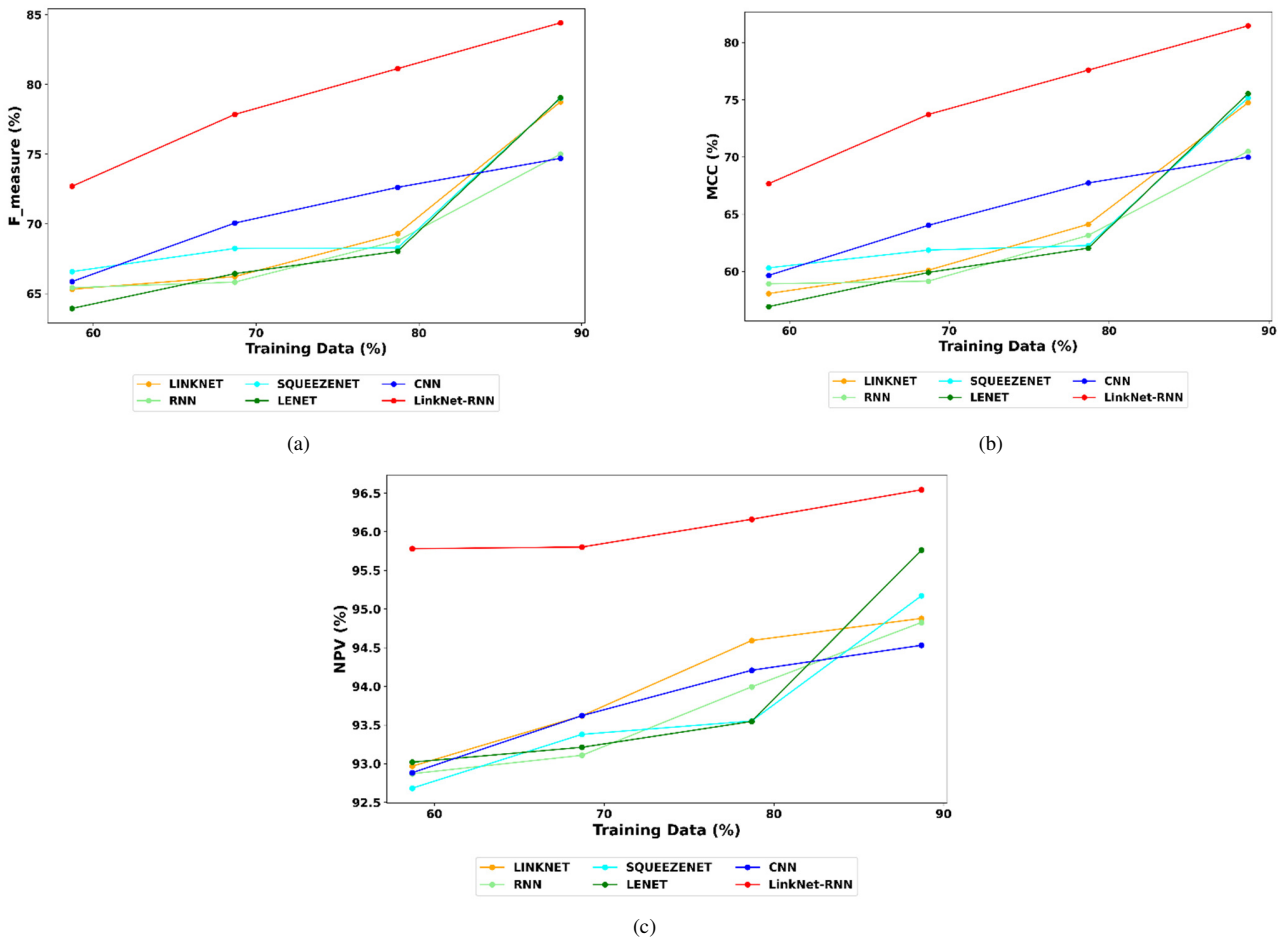 85
80
75
70
65
F_measure (%)
60 70 80 90
Training Data (%)
LINKNET SQUEEZENET CNN
RNN LENET LinkNet-RNN
(a)
80
75
70
65
60
MCC (%)
60 70 80 90
Training Data (%)
LINKNET SQUEEZENET CNN
RNN LENET LinkNet-RNN
(b)
96.5
96.0
95.5
95.0
94.5
94.0
93.5
93.0
92.5
NPV (%)
60 70 80 90
Training Data (%)
LINKNET SQUEEZENET CNN
RNN LENET LinkNet-RNN
(c)